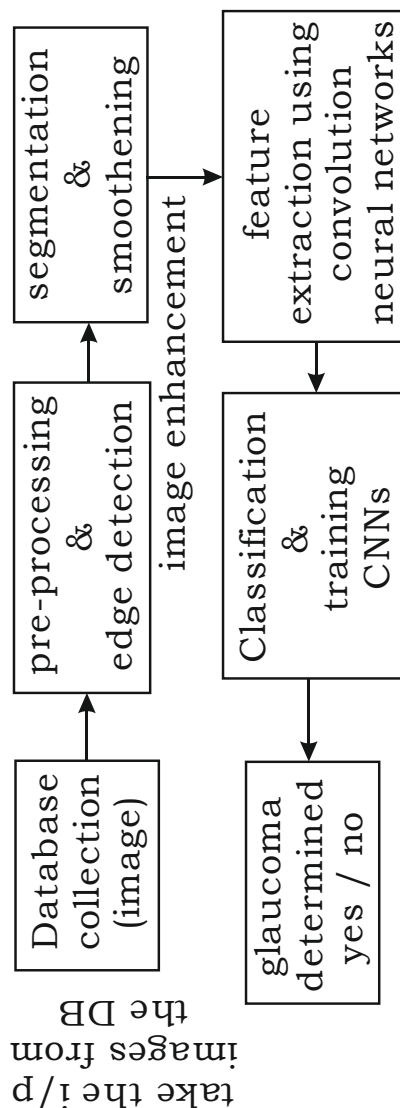 take the i/p
images from
the DB
Database
collection
(image)
pre-processing
&
edge detection
segmentation
&
smoothening
image enhancement
feature
extraction using
convolution
neural networks
Classification
&
training
CNNs
glaucoma
determined
yes / no